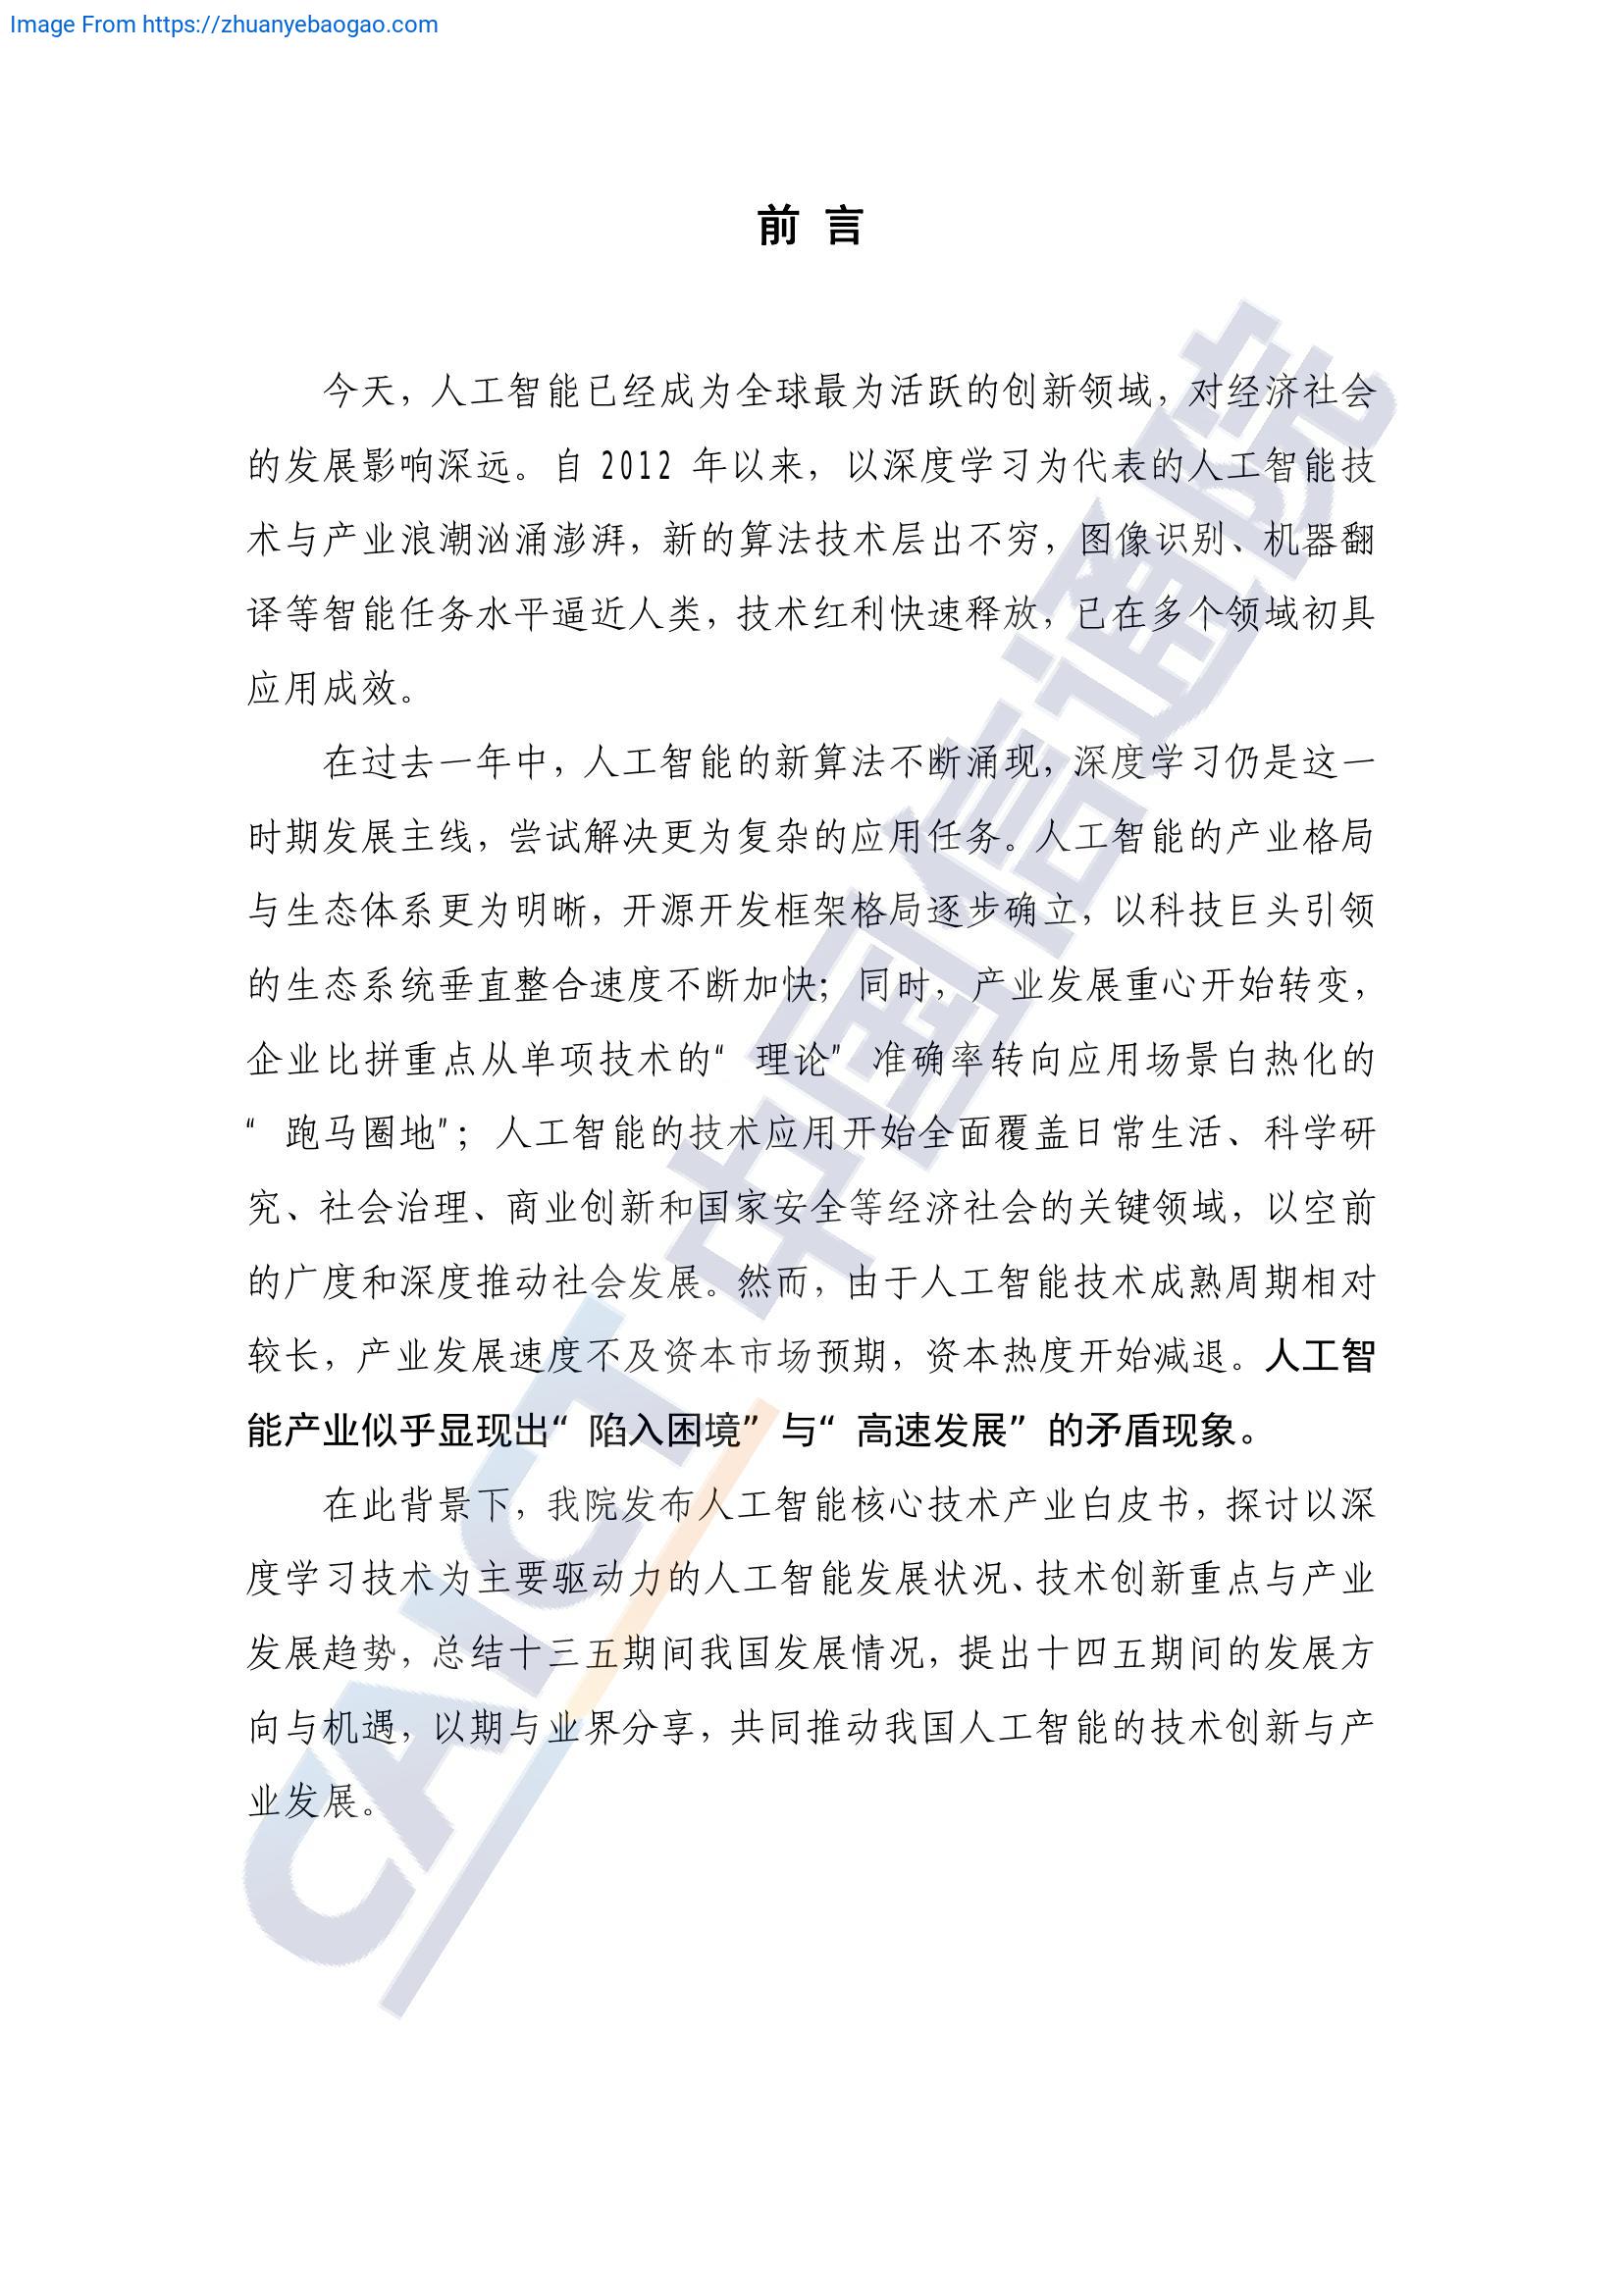 Image From https://zhuanyebaogao.com
前 言
今天，人工智能已经成为全球最为活跃的创新领域，对经济社会
的发展影响深远。自 2012 年以来，以深度学习为代表的人工智能技
术与产业浪潮汹涌澎湃，新的算法技术层出不穷，图像识别、机器翻
译等智能任务水平逼近人类，技术红利快速释放，已在多个领域初具
应用成效。
在过去一年中，人工智能的新算法不断涌现，深度学习仍是这一
时期发展主线，尝试解决更为复杂的应用任务。人工智能的产业格局
与生态体系更为明晰，开源开发框架格局逐步确立，以科技巨头引领
的生态系统垂直整合速度不断加快；同时，产业发展重心开始转变，
企业比拼重点从单项技术的“理论”准确率转向应用场景白热化的
“跑马圈地”；人工智能的技术应用开始全面覆盖日常生活、科学研
究、社会治理、商业创新和国家安全等经济社会的关键领域，以空前
的广度和深度推动社会发展。然而，由于人工智能技术成熟周期相对
较长，产业发展速度不及资本市场预期，资本热度开始减退。人工智
能产业似乎显现出“陷入困境”与“高速发展”的矛盾现象。
在此背景下，我院发布人工智能核心技术产业白皮书，探讨以深
度学习技术为主要驱动力的人工智能发展状况、技术创新重点与产业
发展趋势，总结十三五期间我国发展情况，提出十四五期间的发展方
向与机遇，以期与业界分享，共同推动我国人工智能的技术创新与产
业发展。
CAICT 中国信通院